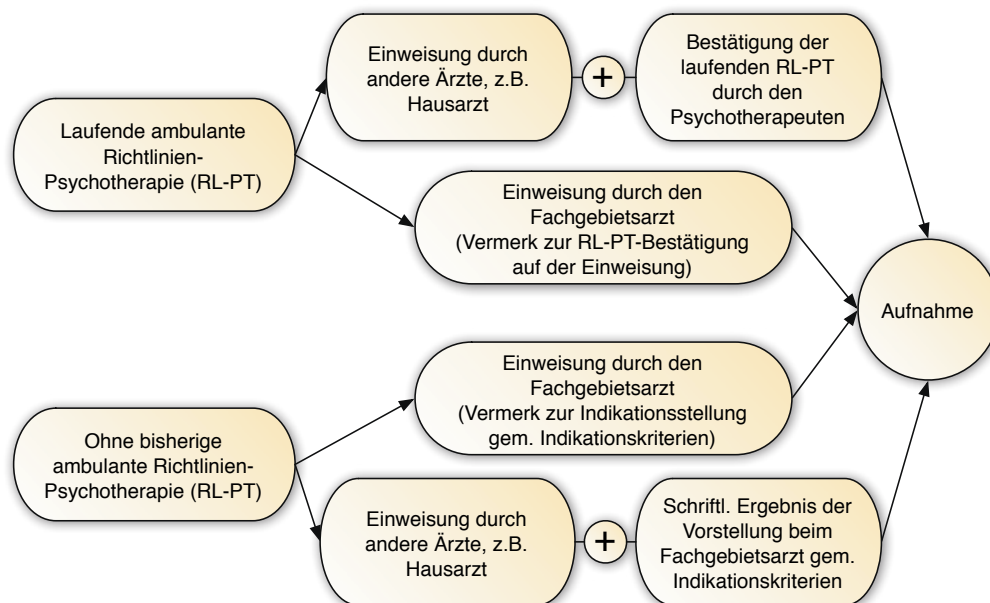 Laufende ambulante
Richtlinien-
Psychotherapie (RL-PT)
Einweisung durch
andere Ärzte, z.B.
Hausarzt
+
Bestätigung der
laufenden RL-PT
durch den
Psychotherapeuten
Einweisung durch den
Fachgebietsarzt
(Vermerk zur RL-PT-Bestätigung
auf der Einweisung)
Aufnahme
Ohne bisherige
ambulante Richtlinien-
Psychotherapie (RL-PT)
Einweisung durch den
Fachgebietsarzt
(Vermerk zur Indikationsstellung
gem. Indikationskriterien)
Einweisung durch
andere Ärzte, z.B.
Hausarzt
+
Schriftl. Ergebnis der
Vorstellung beim
Fachgebietsarzt gem.
Indikationskriterien